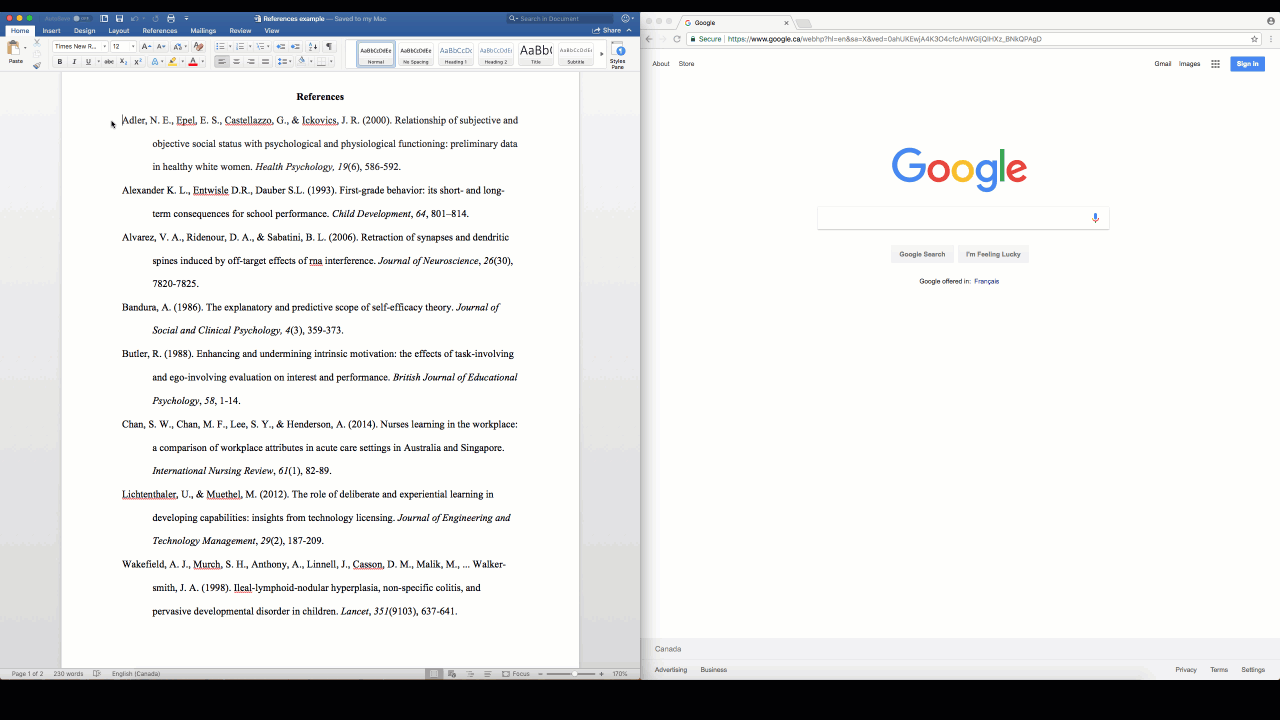 AutoSave
References example — Saved to my Mac
Search in Document
Home Insert Design Layout References Mailings Review View
Share
Paste
Times New R...
12
AaBbCcDdEe AaBbCcDdEe AaBbCcDc AaBbCcDdEe AaBb( AaBbCcDdEe
Normal No Spacing Heading 1 Heading 2 Title Subtitle
Styles
Pane
References
Adler, N. E., Epel, E. S., Castellazzo, G., & Ickovics, J. R. (2000). Relationship of subjective and
objective social status with psychological and physiological functioning: preliminary data
in healthy white women. Health Psychology, 19(6), 586-592.
Alexander K. L., Entwisle D.R., Dauber S.L. (1993). First-grade behavior: its short- and long-
term consequences for school performance. Child Development, 64, 801–814.
Alvarez, V. A., Ridenour, D. A., & Sabatini, B. L. (2006). Retraction of synapses and dendritic
spines induced by off-target effects of rna interference. Journal of Neuroscience, 26(30),
7820-7825.
Bandura, A. (1986). The explanatory and predictive scope of self-efficacy theory. Journal of
Social and Clinical Psychology, 4(3), 359-373.
Butler, R. (1988). Enhancing and undermining intrinsic motivation: the effects of task-involving
and ego-involving evaluation on interest and performance. British Journal of Educational
Psychology, 58, 1-14.
Chan, S. W., Chan, M. F., Lee, S. Y., & Henderson, A. (2014). Nurses learning in the workplace:
a comparison of workplace attributes in acute care settings in Australia and Singapore.
International Nursing Review, 61(1), 82-89.
Lichtenthaler, U., & Muethel, M. (2012). The role of deliberate and experiential learning in
developing capabilities: insights from technology licensing. Journal of Engineering and
Technology Management, 29(2), 187-209.
Wakefield, A. J., Murch, S. H., Anthony, A., Linnell, J., Casson, D. M., Malik, M., ... Walker-
smith, J. A. (1998). Ileal-lymphoid-nodular hyperplasia, non-specific colitis, and
pervasive developmental disorder in children. Lancet, 351(9103), 637-641.
Page 1 of 2 230 words English (Canada)
Focus 170%
Google
Secure
About Store
Gmail Images Sign in
Google
Google Search I'm Feeling Lucky
Google offered in: Français
Canada
Advertising Business
Privacy Terms Settings